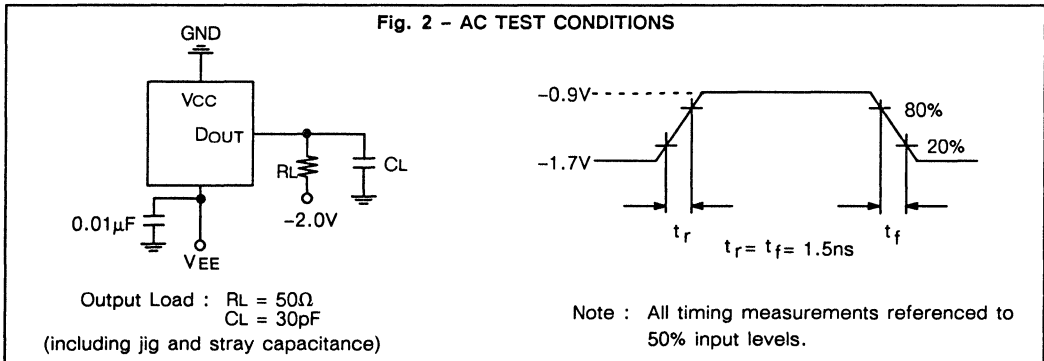 Fig. 2 – AC TEST CONDITIONS
GND
VCC
DOUT
RL
CL
–2.0V
0.01µF
VEE
Output Load : RL = 50Ω
CL = 30pF
(including jig and stray capacitance)
–0.9V
80%
20%
–1.7V
tr
tf
tr = tf = 1.5ns
Note : All timing measurements referenced to
50% input levels.